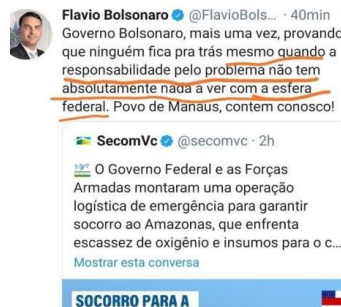 Flavio Bolsonaro @FlavioBols... · 40min
Governo Bolsonaro, mais uma vez, provando
que ninguém fica pra trás mesmo quando a
responsabilidade pelo problema não tem
absolutamente nada a ver com a esfera
federal. Povo de Manaus, contem conosco!
SecomVc @secomvc · 2h
O Governo Federal e as Forças
Armadas montaram uma operação
logística de emergência para garantir
socorro ao Amazonas, que enfrenta
escassez de oxigênio e insumos para o c...
Mostrar esta conversa
SOCORRO PARA A